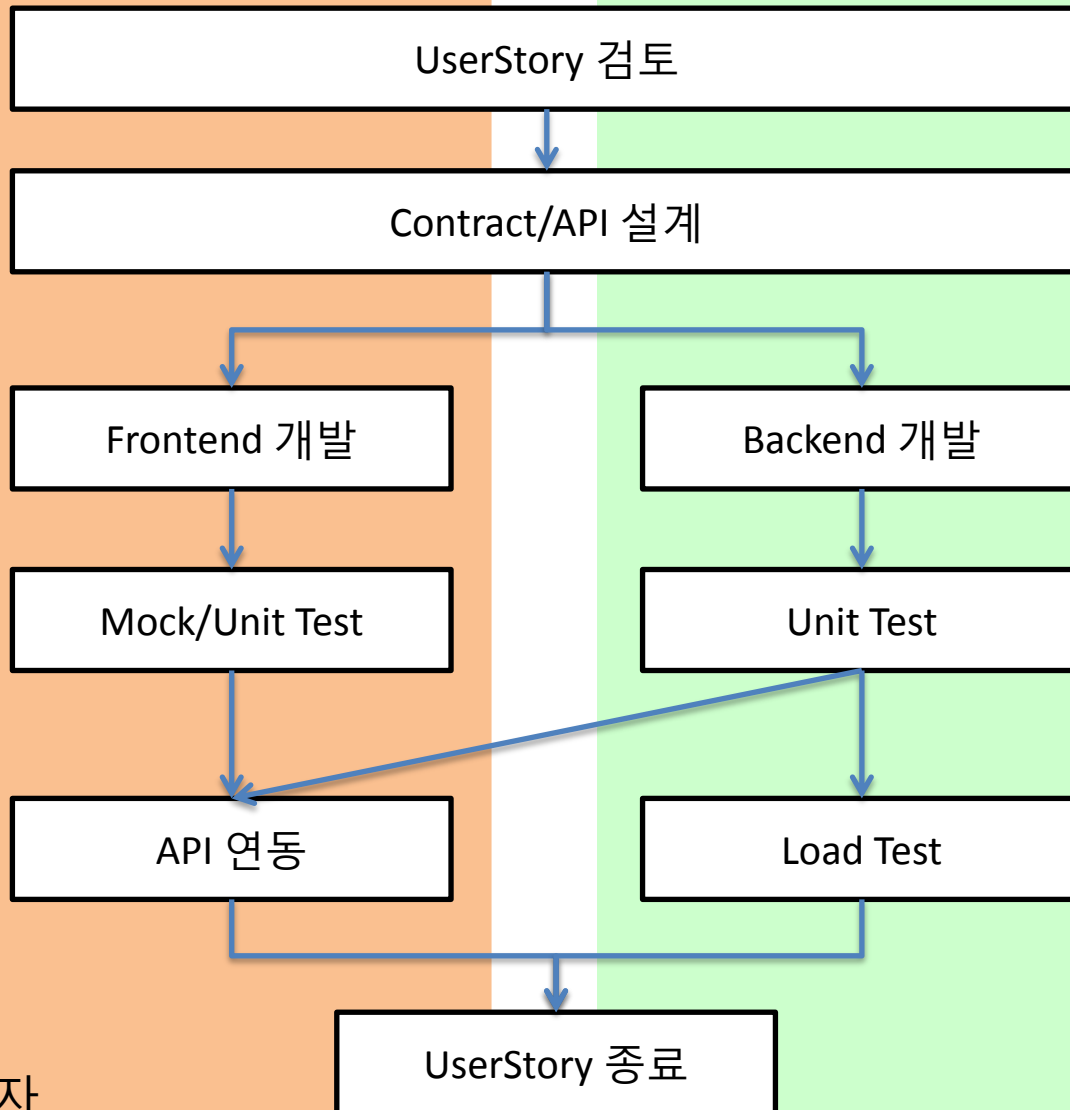 UserStory 검토
Contract/API 설계
Frontend 개발
Backend 개발
Mock/Unit Test
Unit Test
API 연동
Load Test
UserStory 종료
자